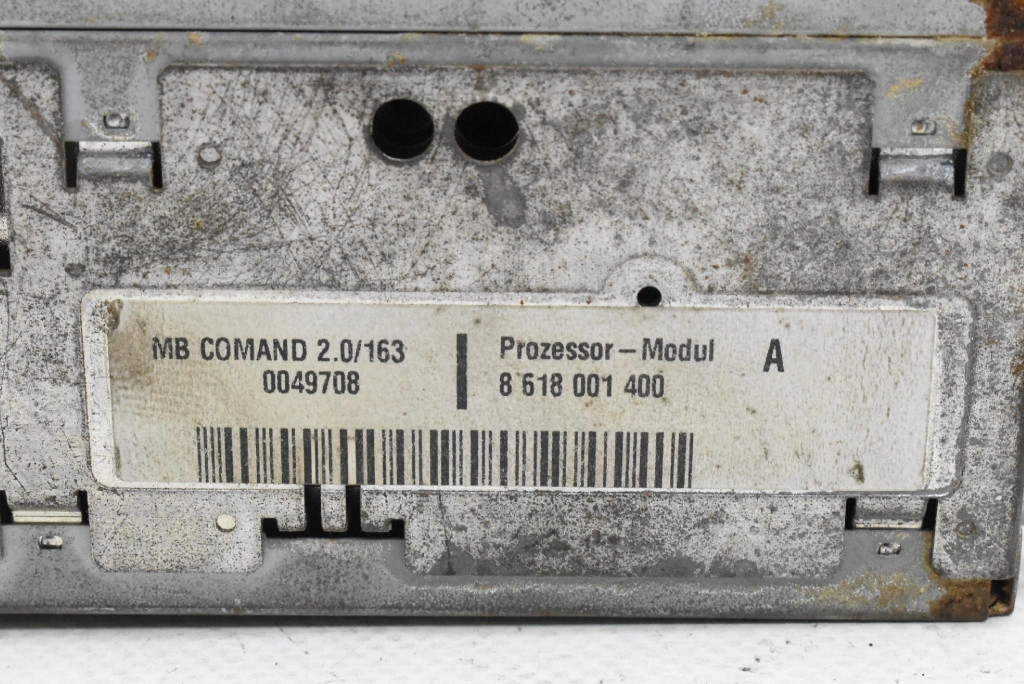 MB COMAND 2.0/163
0049708
Prozessor-Modul
8 618 001 400
A